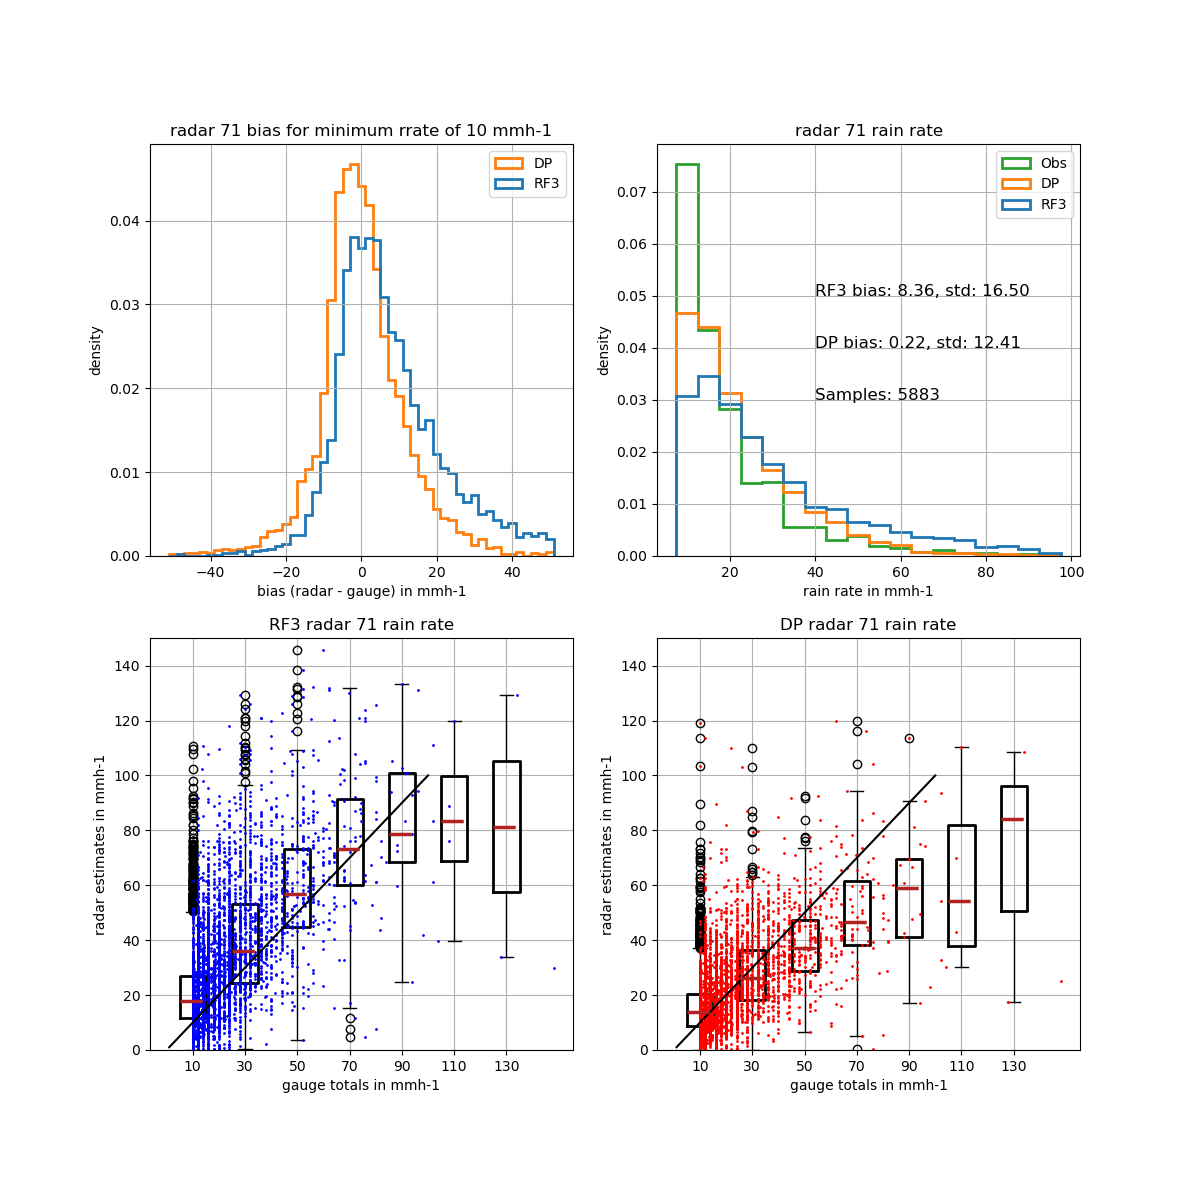 radar 71 bias for minimum rrate of 10 mmh-1
DP
RF3
density
0.04
0.03
0.02
0.01
0.00
−40
−20
0
20
40
bias (radar - gauge) in mmh-1
radar 71 rain rate
Obs
DP
RF3
RF3 bias: 8.36, std: 16.50
DP bias: 0.22, std: 12.41
Samples: 5883
density
0.07
0.06
0.05
0.04
0.03
0.02
0.01
0.00
20
40
60
80
100
rain rate in mmh-1
RF3 radar 71 rain rate
radar estimates in mmh-1
140
120
100
80
60
40
20
0
10
30
50
70
90
110
130
gauge totals in mmh-1
DP radar 71 rain rate
radar estimates in mmh-1
140
120
100
80
60
40
20
0
10
30
50
70
90
110
130
gauge totals in mmh-1